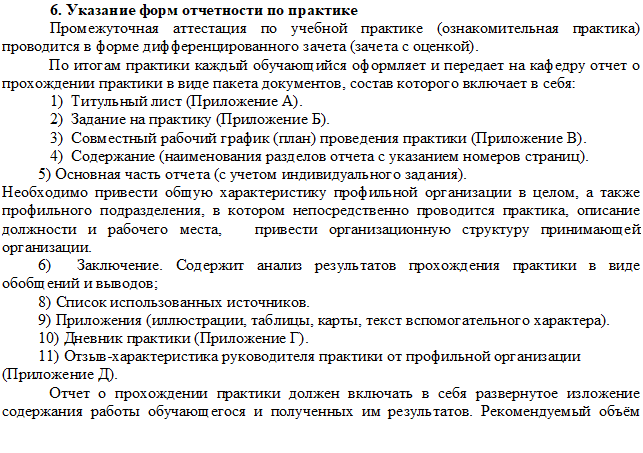 6. Указание форм отчетности по практике
Промежуточная аттестация по учебной практике (ознакомительная практика)
проводится в форме дифференцированного зачета (зачета с оценкой).
По итогам практики каждый обучающийся оформляет и передает на кафедру отчет о
прохождении практики в виде пакета документов, состав которого включает в себя:
1) Титульный лист (Приложение А).
2) Задание на практику (Приложение Б).
3) Совместный рабочий график (план) проведения практики (Приложение В).
4) Содержание (наименования разделов отчета с указанием номеров страниц).
5) Основная часть отчета (с учетом индивидуального задания).
Необходимо привести общую характеристику профильной организации в целом, а также
профильного подразделения, в котором непосредственно проводится практика, описание
должности и рабочего места, привести организационную структуру принимающей
организации.
6) Заключение. Содержит анализ результатов прохождения практики в виде
обобщений и выводов;
8) Список использованных источников.
9) Приложения (иллюстрации, таблицы, карты, текст вспомогательного характера).
10) Дневник практики (Приложение Г).
11) Отзыв-характеристика руководителя практики от профильной организации
(Приложение Д).
Отчет о прохождении практики должен включать в себя развернутое изложение
содержания работы обучающегося и полученных им результатов. Рекомендуемый объём